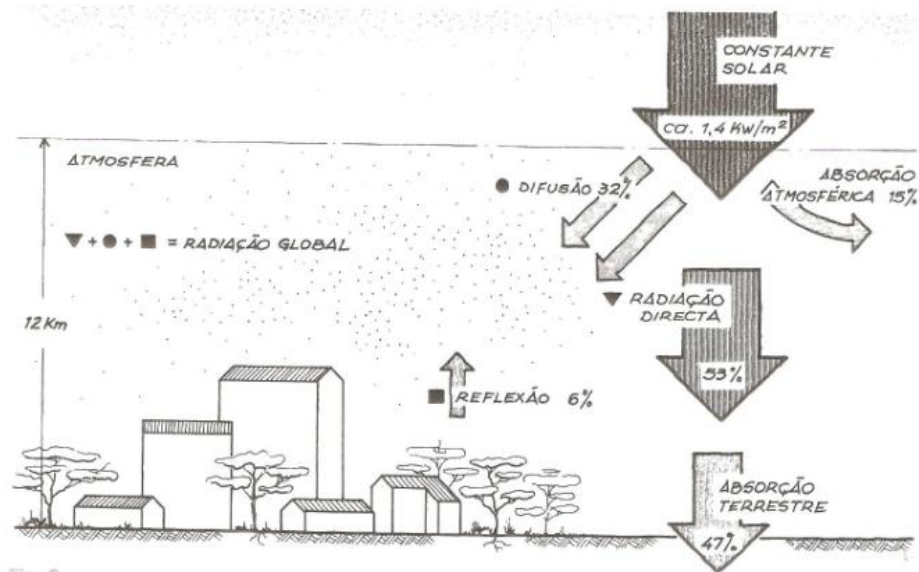 CONSTANTE
SOLAR
ca. 1,4 KW/m²
ATMOSFERA
● DIFUSÃO 32%
ABSORÇÃO
ATMOSFÉRICA 15%
▼ + ● + ■ = RADIAÇÃO GLOBAL
▼ RADIAÇÃO
DIRECTA
12 Km
53%
■ REFLEXÃO 6%
ABSORÇÃO
TERRESTRE
47%